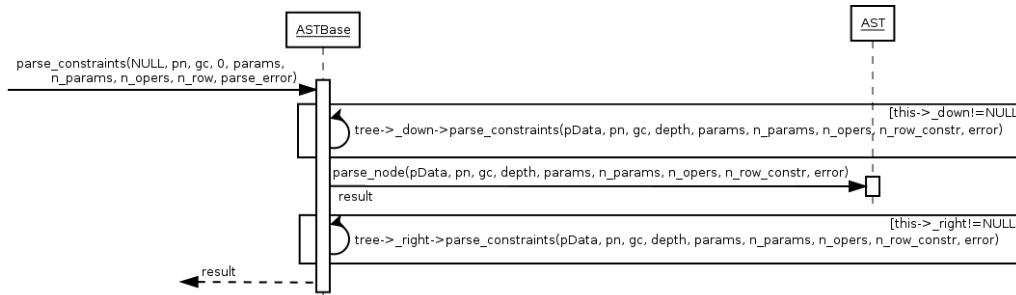 ASTBase
AST
parse_constraints(NULL, pn, gc, 0, params,
n_params, n_opers, n_row, parse_error)
[this->_down!=NULL
tree->_down->parse_constraints(pData, pn, gc, depth, params, n_params, n_opers, n_row_constr, error)
parse_node(pData, pn, gc, depth, params, n_params, n_opers, n_row_constr, error)
result
[this->_right!=NULL
tree->_right->parse_constraints(pData, pn, gc, depth, params, n_params, n_opers, n_row_constr, error)
result